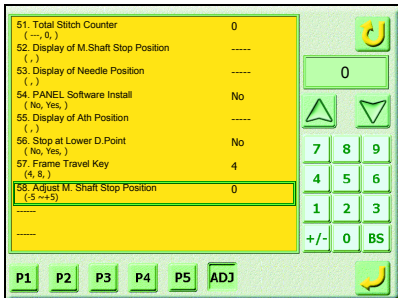 51. Total Stitch Counter 0
( ---, 0, )
52. Display of M.Shaft Stop Position -----
( , )
53. Display of Needle Position -----
( , )
54. PANEL Software Install No
( No, Yes, )
55. Display of Ath Position -----
( , )
56. Stop at Lower D.Point No
( No, Yes, )
57. Frame Travel Key 4
(4, 8, )
58. Adjust M. Shaft Stop Position 0
(-5 ~+5)
------
------
0
7 8 9
4 5 6
1 2 3
+/- 0 BS
P1 P2 P3 P4 P5 ADJ